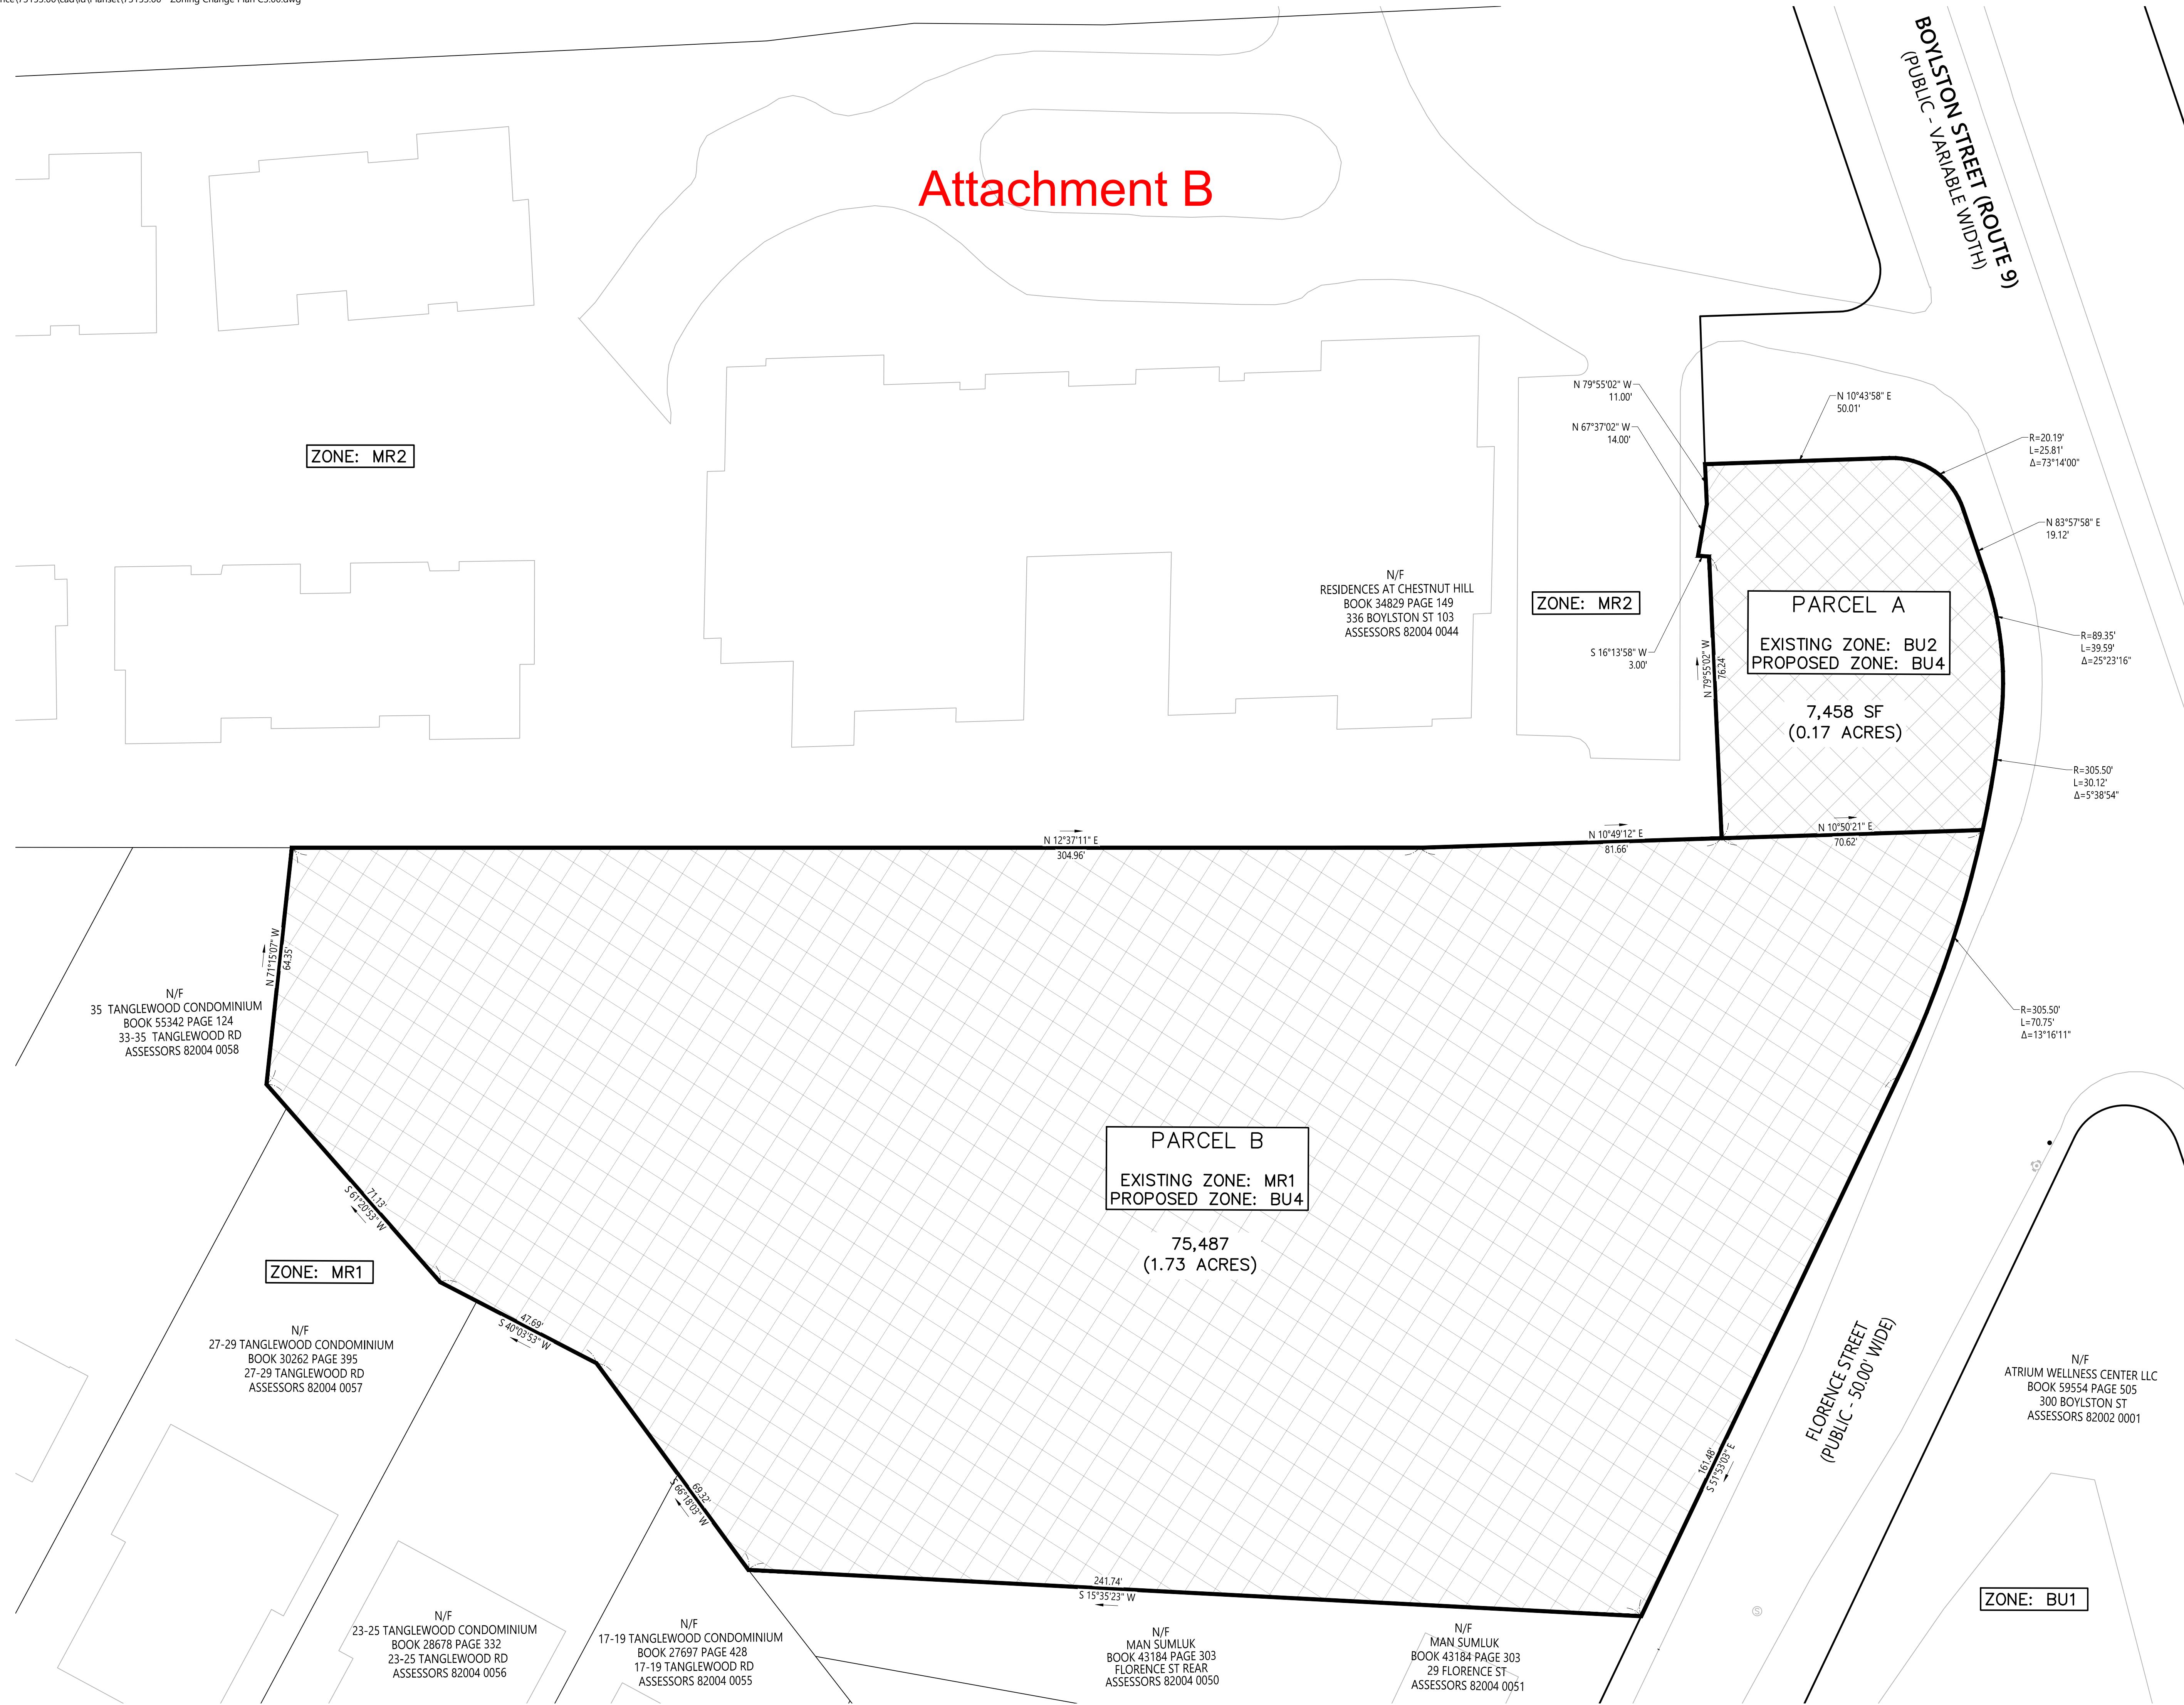 Zoning Change Plan C3.00.dwg
Attachment B
BOYLSTON STREET (ROUTE 9)
(PUBLIC - VARIABLE WIDTH)
ZONE: MR2
N 79°55'02" W
11.00'
N 67°37'02" W
14.00'
N 10°43'58" E
50.01'
R=20.19'
L=25.81'
Δ=73°14'00"
N 83°57'58" E
19.12'
N/F
RESIDENCES AT CHESTNUT HILL
BOOK 34829 PAGE 149
336 BOYLSTON ST 103
ASSESSORS 82004 0044
ZONE: MR2
S 16°13'58" W
3.00'
N 79°55'02" W
76.24'
PARCEL A
EXISTING ZONE: BU2
PROPOSED ZONE: BU4
7,458 SF
(0.17 ACRES)
R=89.35'
L=39.59'
Δ=25°23'16"
R=305.50'
L=30.12'
Δ=5°38'54"
N 12°37'11" E
304.96'
N 10°49'12" E
81.66'
N 10°50'21" E
70.62'
N 71°15'07" W
64.35'
N/F
35 TANGLEWOOD CONDOMINIUM
BOOK 55342 PAGE 124
33-35 TANGLEWOOD RD
ASSESSORS 82004 0058
R=305.50'
L=70.75'
Δ=13°16'11"
PARCEL B
EXISTING ZONE: MR1
PROPOSED ZONE: BU4
75,487
(1.73 ACRES)
71.13'
S 61°20'53" W
ZONE: MR1
47.69'
S 40°03'53" W
N/F
27-29 TANGLEWOOD CONDOMINIUM
BOOK 30262 PAGE 395
27-29 TANGLEWOOD RD
ASSESSORS 82004 0057
FLORENCE STREET
(PUBLIC - 50.00' WIDE)
N/F
ATRIUM WELLNESS CENTER LLC
BOOK 59554 PAGE 505
300 BOYLSTON ST
ASSESSORS 82002 0001
161.48'
S 51°53'03" E
69.32'
S 66°18'03" W
241.74'
S 15°35'23" W
ZONE: BU1
S
N/F
23-25 TANGLEWOOD CONDOMINIUM
BOOK 28678 PAGE 332
23-25 TANGLEWOOD RD
ASSESSORS 82004 0056
N/F
17-19 TANGLEWOOD CONDOMINIUM
BOOK 27697 PAGE 428
17-19 TANGLEWOOD RD
ASSESSORS 82004 0055
N/F
MAN SUMLUK
BOOK 43184 PAGE 303
FLORENCE ST REAR
ASSESSORS 82004 0050
N/F
MAN SUMLUK
BOOK 43184 PAGE 303
29 FLORENCE ST
ASSESSORS 82004 0051